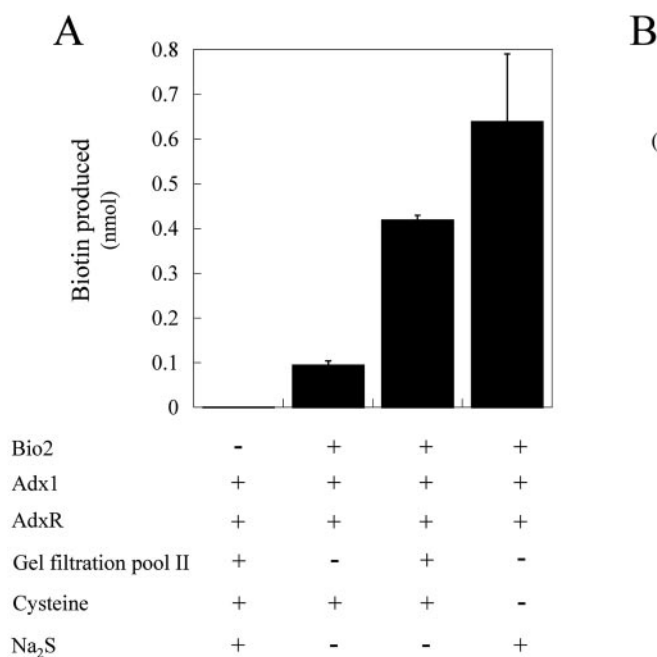 A
B
(
Biotin produced
(nmol)
0.8
0.7
0.6
0.5
0.4
0.3
0.2
0.1
0
Bio2 - + + +
Adx1 + + + +
AdxR + + + +
Gel filtration pool II + - + -
Cysteine + + + -
Na₂S + - - +